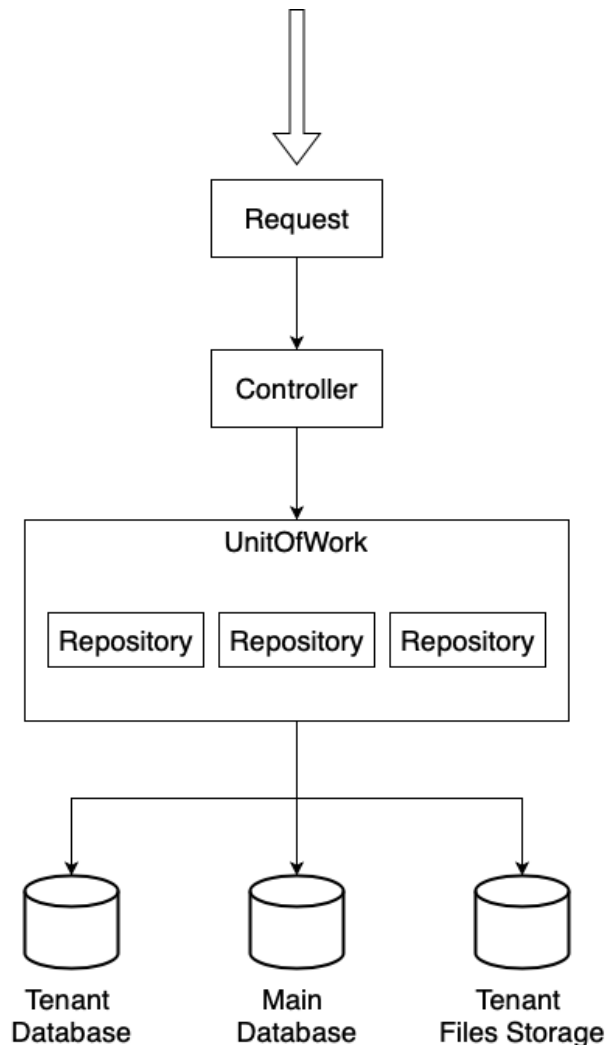 Request
Controller
UnitOfWork
Repository Repository Repository
Tenant Main Tenant
Database Database Files Storage